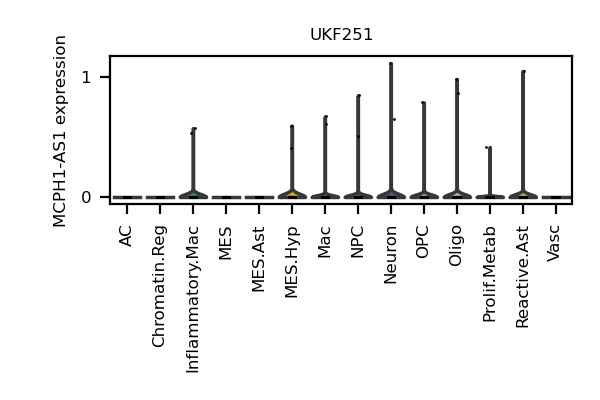 UKF251
MCPH1-AS1 expression
1
0
AC
Chromatin.Reg
Inflammatory.Mac
MES
MES.Ast
MES.Hyp
Mac
NPC
Neuron
OPC
Oligo
Prolif.Metab
Reactive.Ast
Vasc